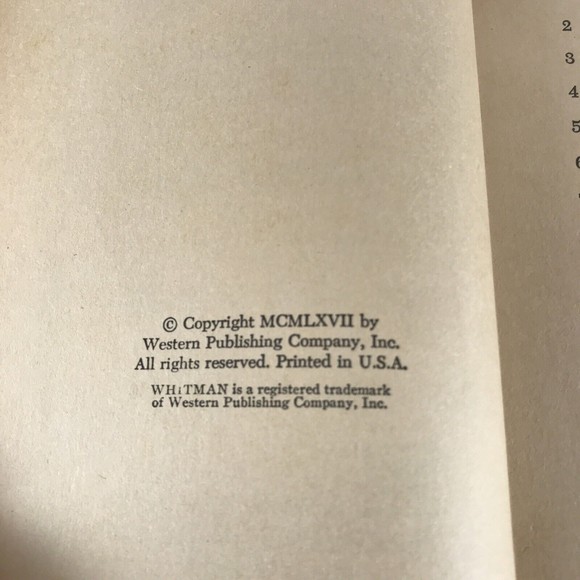 © Copyright MCMLXVII by
Western Publishing Company, Inc.
All rights reserved. Printed in U.S.A.
WHiTMAN is a registered trademark
of Western Publishing Company, Inc.
2
3
4
5
6